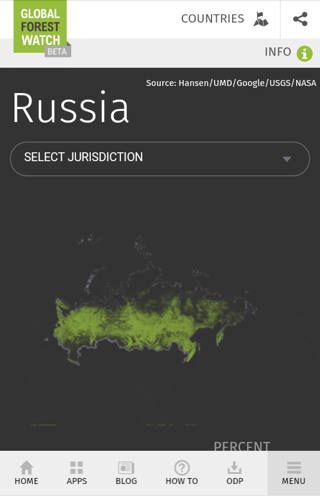 GLOBAL
FOREST
WATCH
BETA
COUNTRIES
INFO
Source: Hansen/UMD/Google/USGS/NASA
Russia
SELECT JURISDICTION
PERCENT
HOME
APPS
BLOG
HOW TO
ODP
MENU